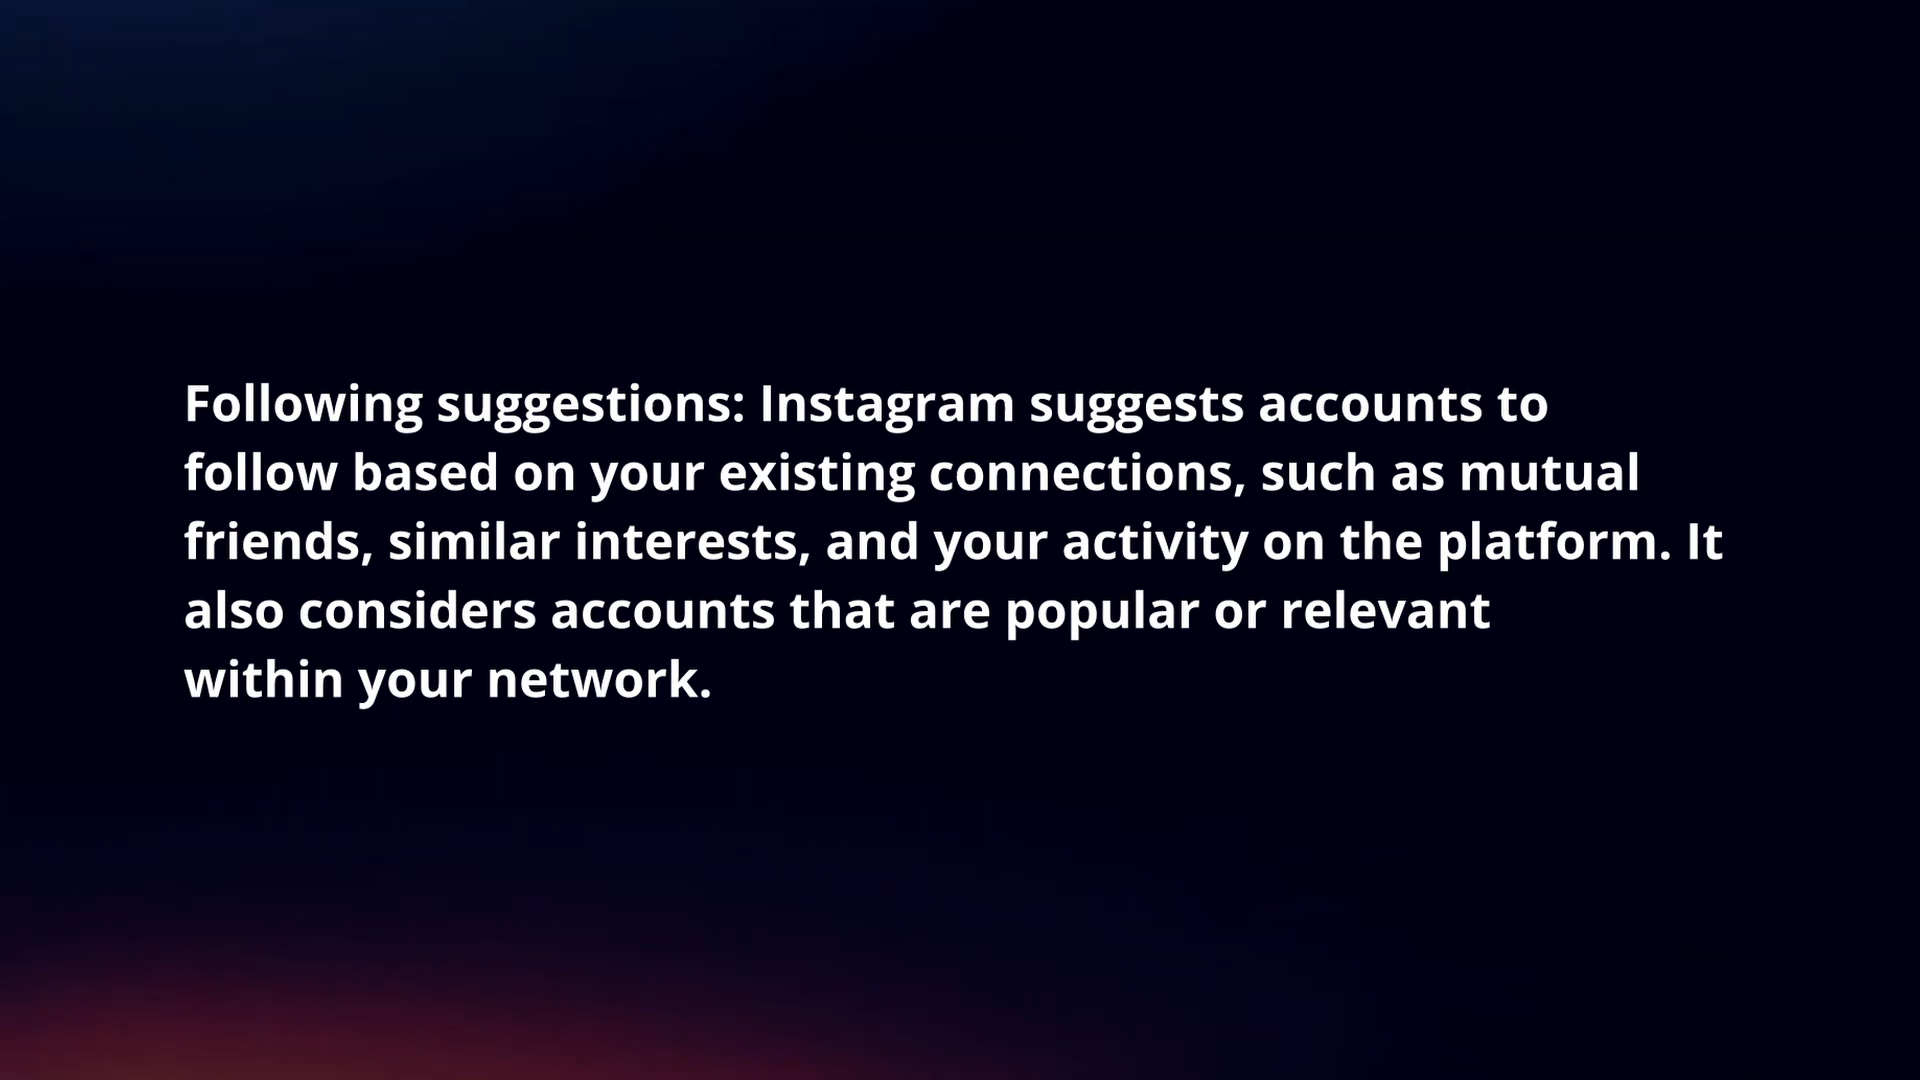 Following suggestions: Instagram suggests accounts to
follow based on your existing connections, such as mutual
friends, similar interests, and your activity on the platform. It
also considers accounts that are popular or relevant
within your network.